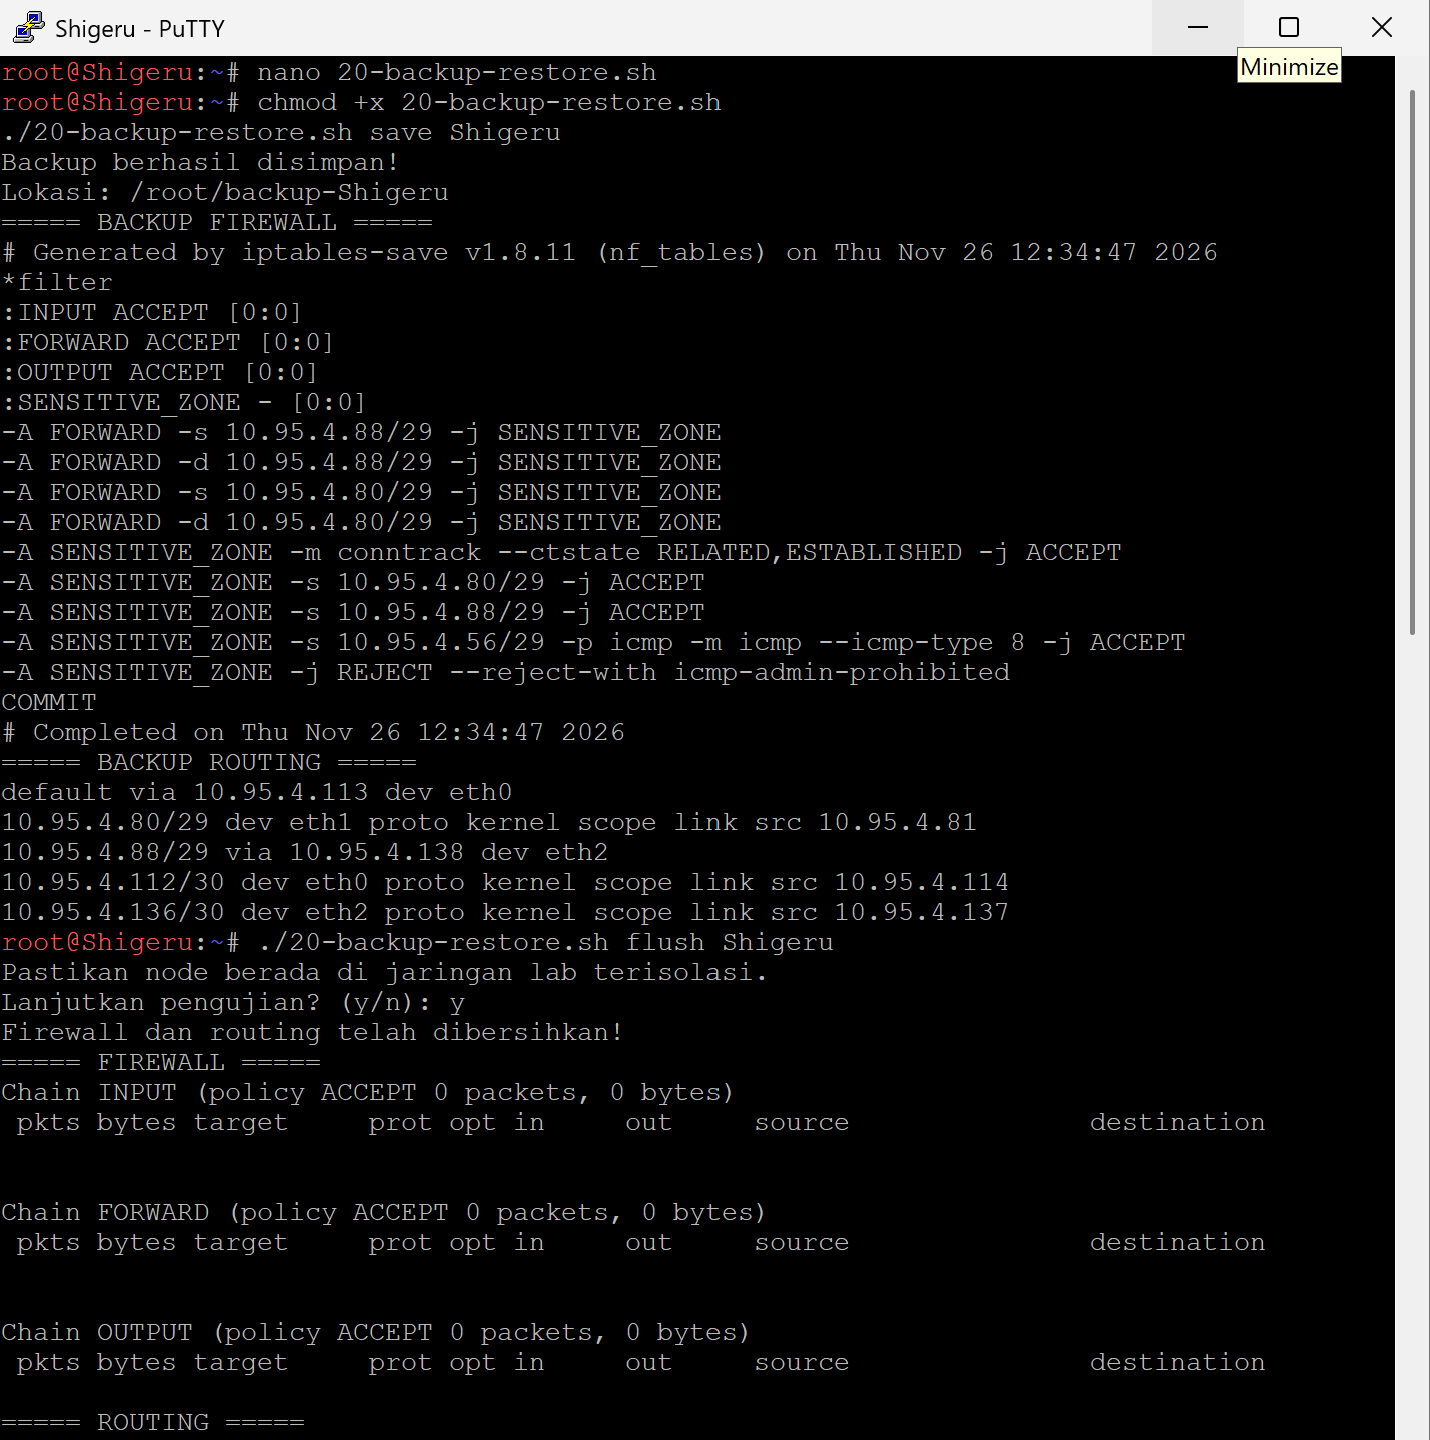 Shigeru - PuTTY
Minimize
root@Shigeru:~# nano 20-backup-restore.sh
root@Shigeru:~# chmod +x 20-backup-restore.sh
./20-backup-restore.sh save Shigeru
Backup berhasil disimpan!
Lokasi: /root/backup-Shigeru
===== BACKUP FIREWALL =====
# Generated by iptables-save v1.8.11 (nf_tables) on Thu Nov 26 12:34:47 2026
*filter
:INPUT ACCEPT [0:0]
:FORWARD ACCEPT [0:0]
:OUTPUT ACCEPT [0:0]
:SENSITIVE_ZONE - [0:0]
-A FORWARD -s 10.95.4.88/29 -j SENSITIVE_ZONE
-A FORWARD -d 10.95.4.88/29 -j SENSITIVE_ZONE
-A FORWARD -s 10.95.4.80/29 -j SENSITIVE_ZONE
-A FORWARD -d 10.95.4.80/29 -j SENSITIVE_ZONE
-A SENSITIVE_ZONE -m conntrack --ctstate RELATED,ESTABLISHED -j ACCEPT
-A SENSITIVE_ZONE -s 10.95.4.80/29 -j ACCEPT
-A SENSITIVE_ZONE -s 10.95.4.88/29 -j ACCEPT
-A SENSITIVE_ZONE -s 10.95.4.56/29 -p icmp -m icmp --icmp-type 8 -j ACCEPT
-A SENSITIVE_ZONE -j REJECT --reject-with icmp-admin-prohibited
COMMIT
# Completed on Thu Nov 26 12:34:47 2026
===== BACKUP ROUTING =====
default via 10.95.4.113 dev eth0
10.95.4.80/29 dev eth1 proto kernel scope link src 10.95.4.81
10.95.4.88/29 via 10.95.4.138 dev eth2
10.95.4.112/30 dev eth0 proto kernel scope link src 10.95.4.114
10.95.4.136/30 dev eth2 proto kernel scope link src 10.95.4.137
root@Shigeru:~# ./20-backup-restore.sh flush Shigeru
Pastikan node berada di jaringan lab terisolasi.
Lanjutkan pengujian? (y/n): y
Firewall dan routing telah dibersihkan!
===== FIREWALL =====
Chain INPUT (policy ACCEPT 0 packets, 0 bytes)
 pkts bytes target     prot opt in     out     source               destination
Chain FORWARD (policy ACCEPT 0 packets, 0 bytes)
 pkts bytes target     prot opt in     out     source               destination
Chain OUTPUT (policy ACCEPT 0 packets, 0 bytes)
 pkts bytes target     prot opt in     out     source               destination
===== ROUTING =====